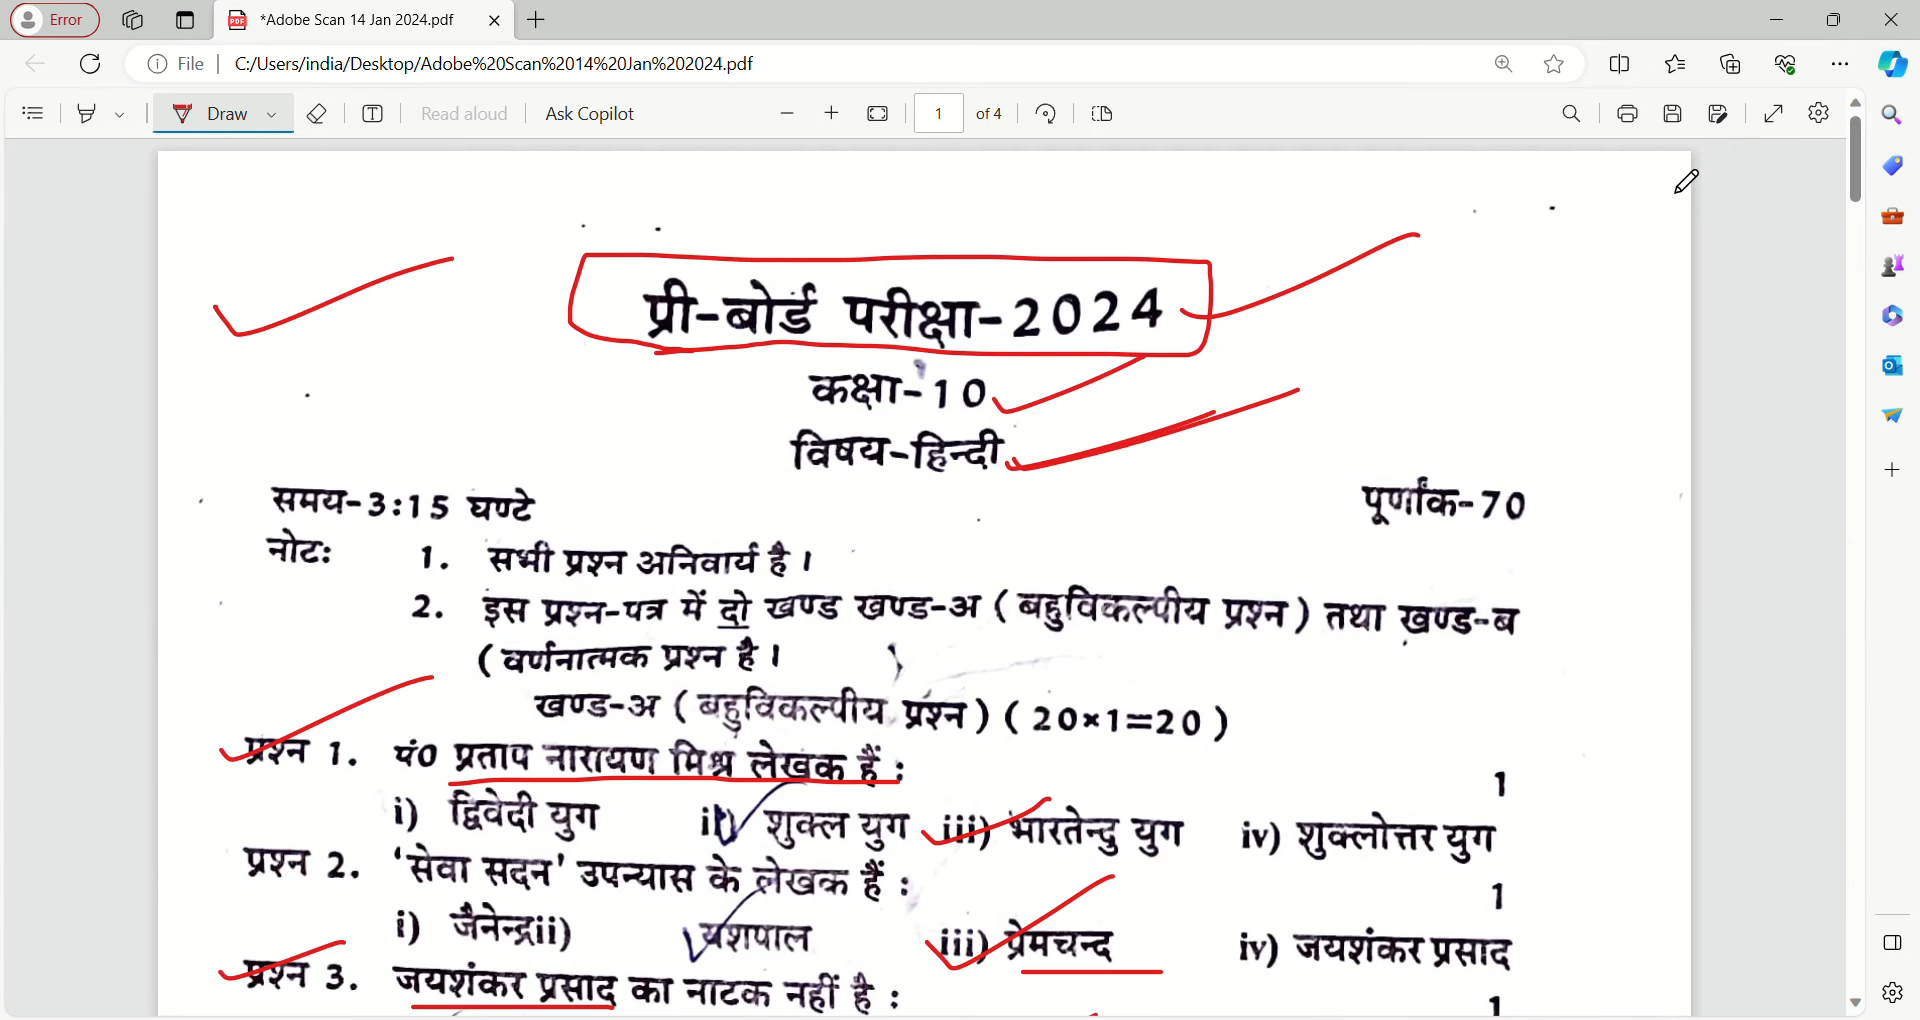 Error
*Adobe Scan 14 Jan 2024.pdf
File C:/Users/india/Desktop/Adobe%20Scan%2014%20Jan%202024.pdf
Draw Read aloud Ask Copilot 1 of 4
प्री-बोर्ड परीक्षा-2024
कक्षा-10
विषय-हिन्दी
समय-3:15 घण्टे पूर्णांक-70
नोटः 1. सभी प्रश्न अनिवार्य है ।
2. इस प्रश्न-पत्र में दो खण्ड खण्ड-अ ( बहुविकल्पीय प्रश्न ) तथा खण्ड-ब
( वर्णनात्मक प्रश्न है । )
खण्ड-अ ( बहुविकल्पीय प्रश्न ) ( 20×1=20 )
प्रश्न 1. पं0 प्रताप नारायण मिश्र लेखक हैं : 1
i) द्विवेदी युग ii) शुक्ल युग iii) भारतेन्दु युग iv) शुक्लोत्तर युग
प्रश्न 2. ‘सेवा सदन’ उपन्यास के लेखक हैं : 1
i) जैनेन्द्रii) यशपाल iii) प्रेमचन्द iv) जयशंकर प्रसाद
प्रश्न 3. जयशंकर प्रसाद का नाटक नहीं है : 1